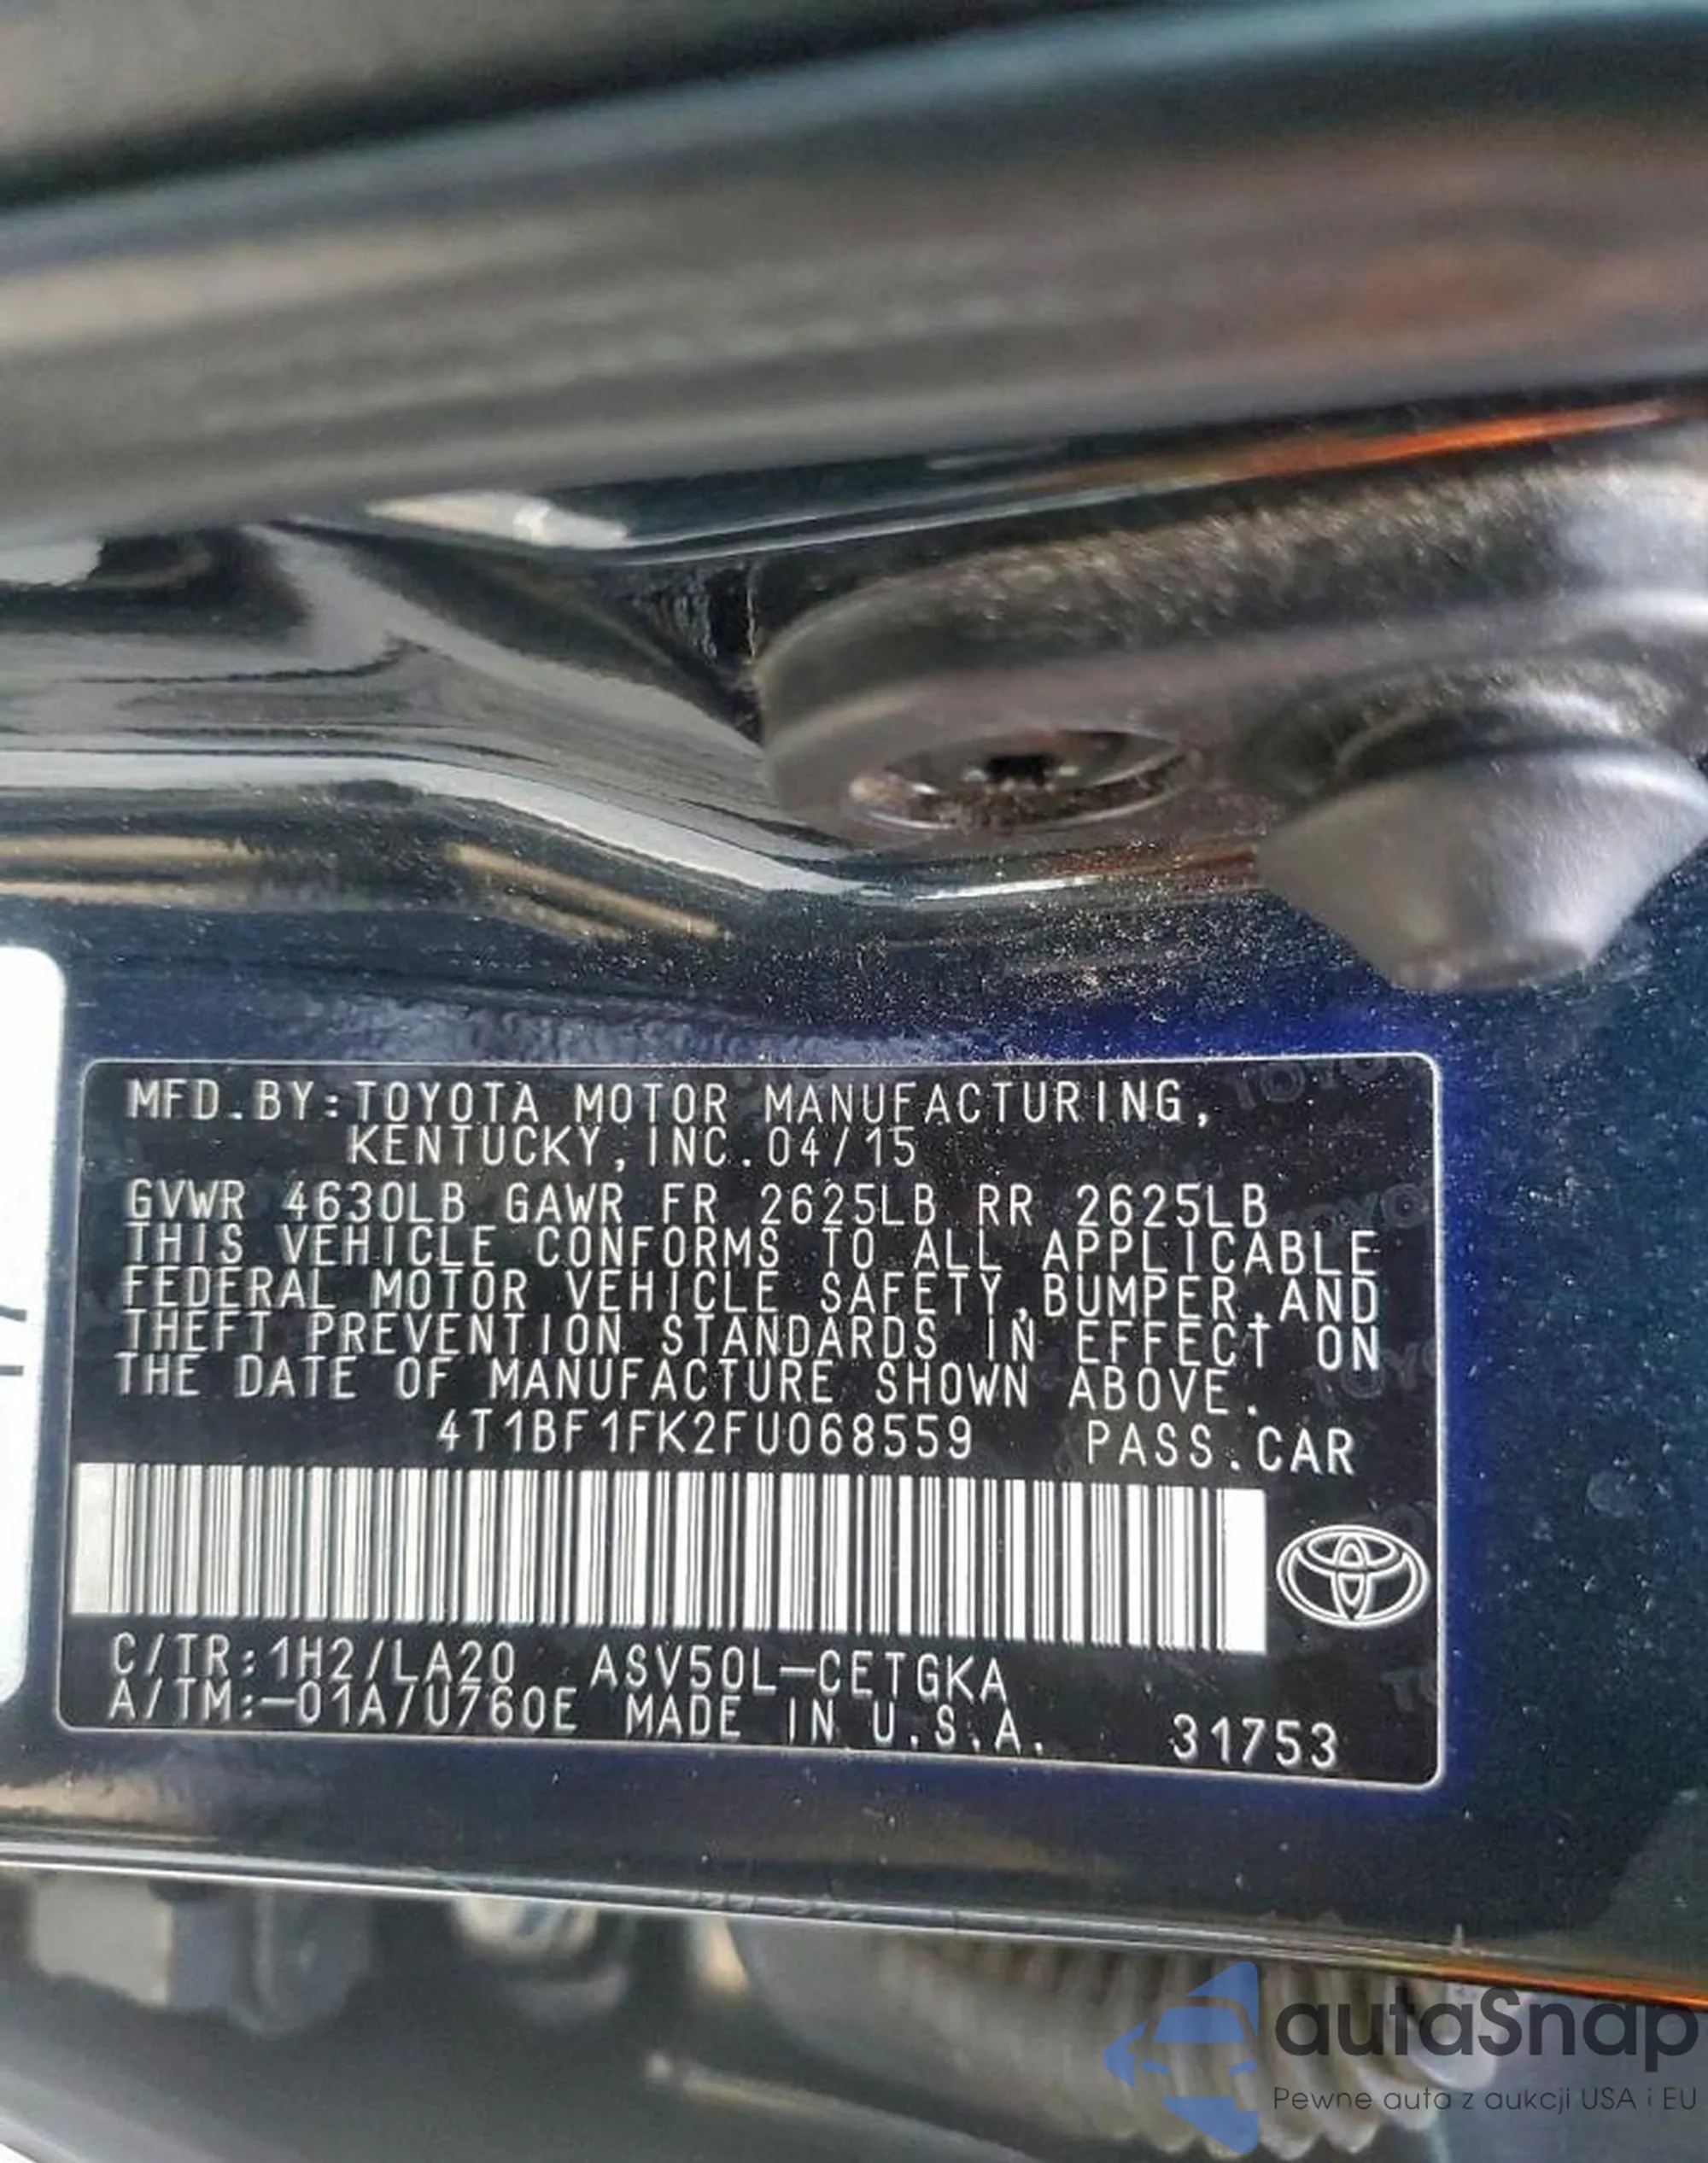 MFD.BY:TOYOTA MOTOR MANUFACTURING,
KENTUCKY, INC. 04/15
GVWR 4630LB GAWR FR 2625LB RR 2625LB
THIS VEHICLE CONFORMS TO ALL APPLICABLE
FEDERAL MOTOR VEHICLE SAFETY, BUMPER, AND
THEFT PREVENTION STANDARDS IN EFFECT ON
THE DATE OF MANUFACTURE SHOWN ABOVE.
4T1BF1FK2FU068559 PASS.CAR
C/TR:1H2/LA20 ASV50L-CETGKA
A/TM:-01A/U760E MADE IN U.S.A. 31753
autaSnap
Pewne auta z aukcji USA i EU